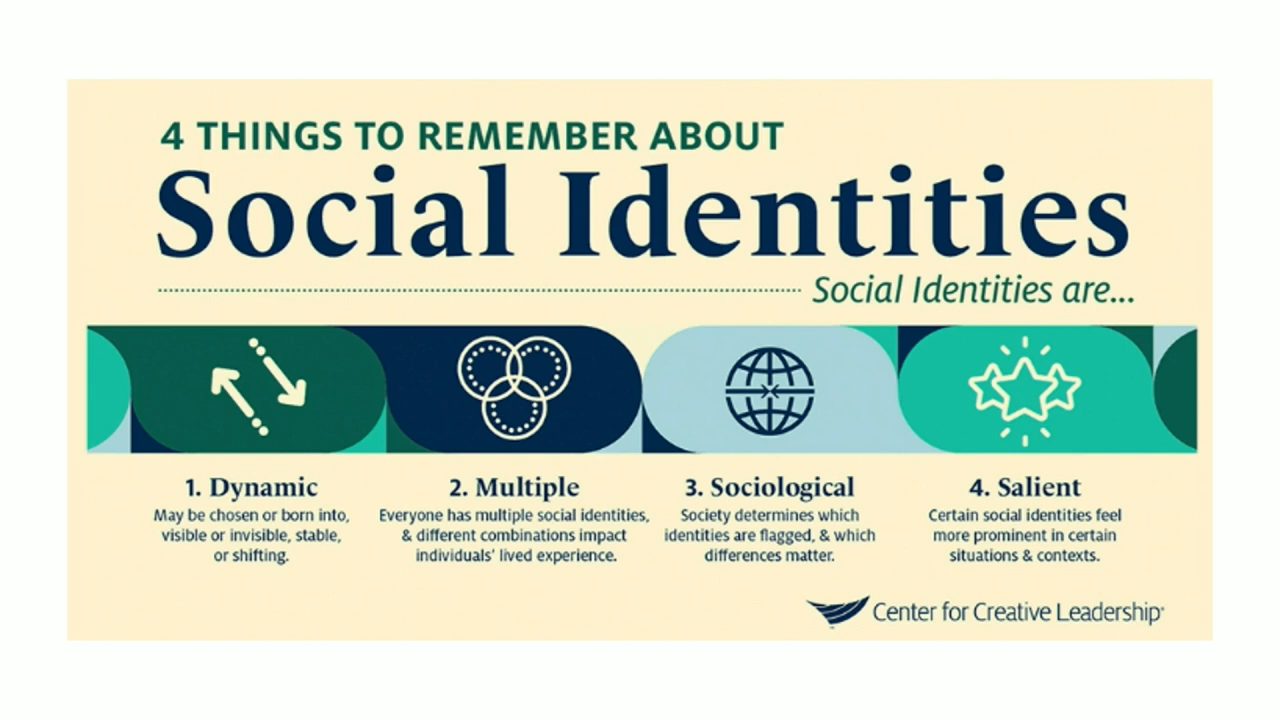 4 THINGS TO REMEMBER ABOUT
Social Identities
Social Identities are...
1. Dynamic
May be chosen or born into,
visible or invisible, stable,
or shifting.
2. Multiple
Everyone has multiple social identities,
& different combinations impact
individuals’ lived experience.
3. Sociological
Society determines which
identities are flagged, & which
differences matter.
4. Salient
Certain social identities feel
more prominent in certain
situations & contexts.
Center for Creative Leadership®